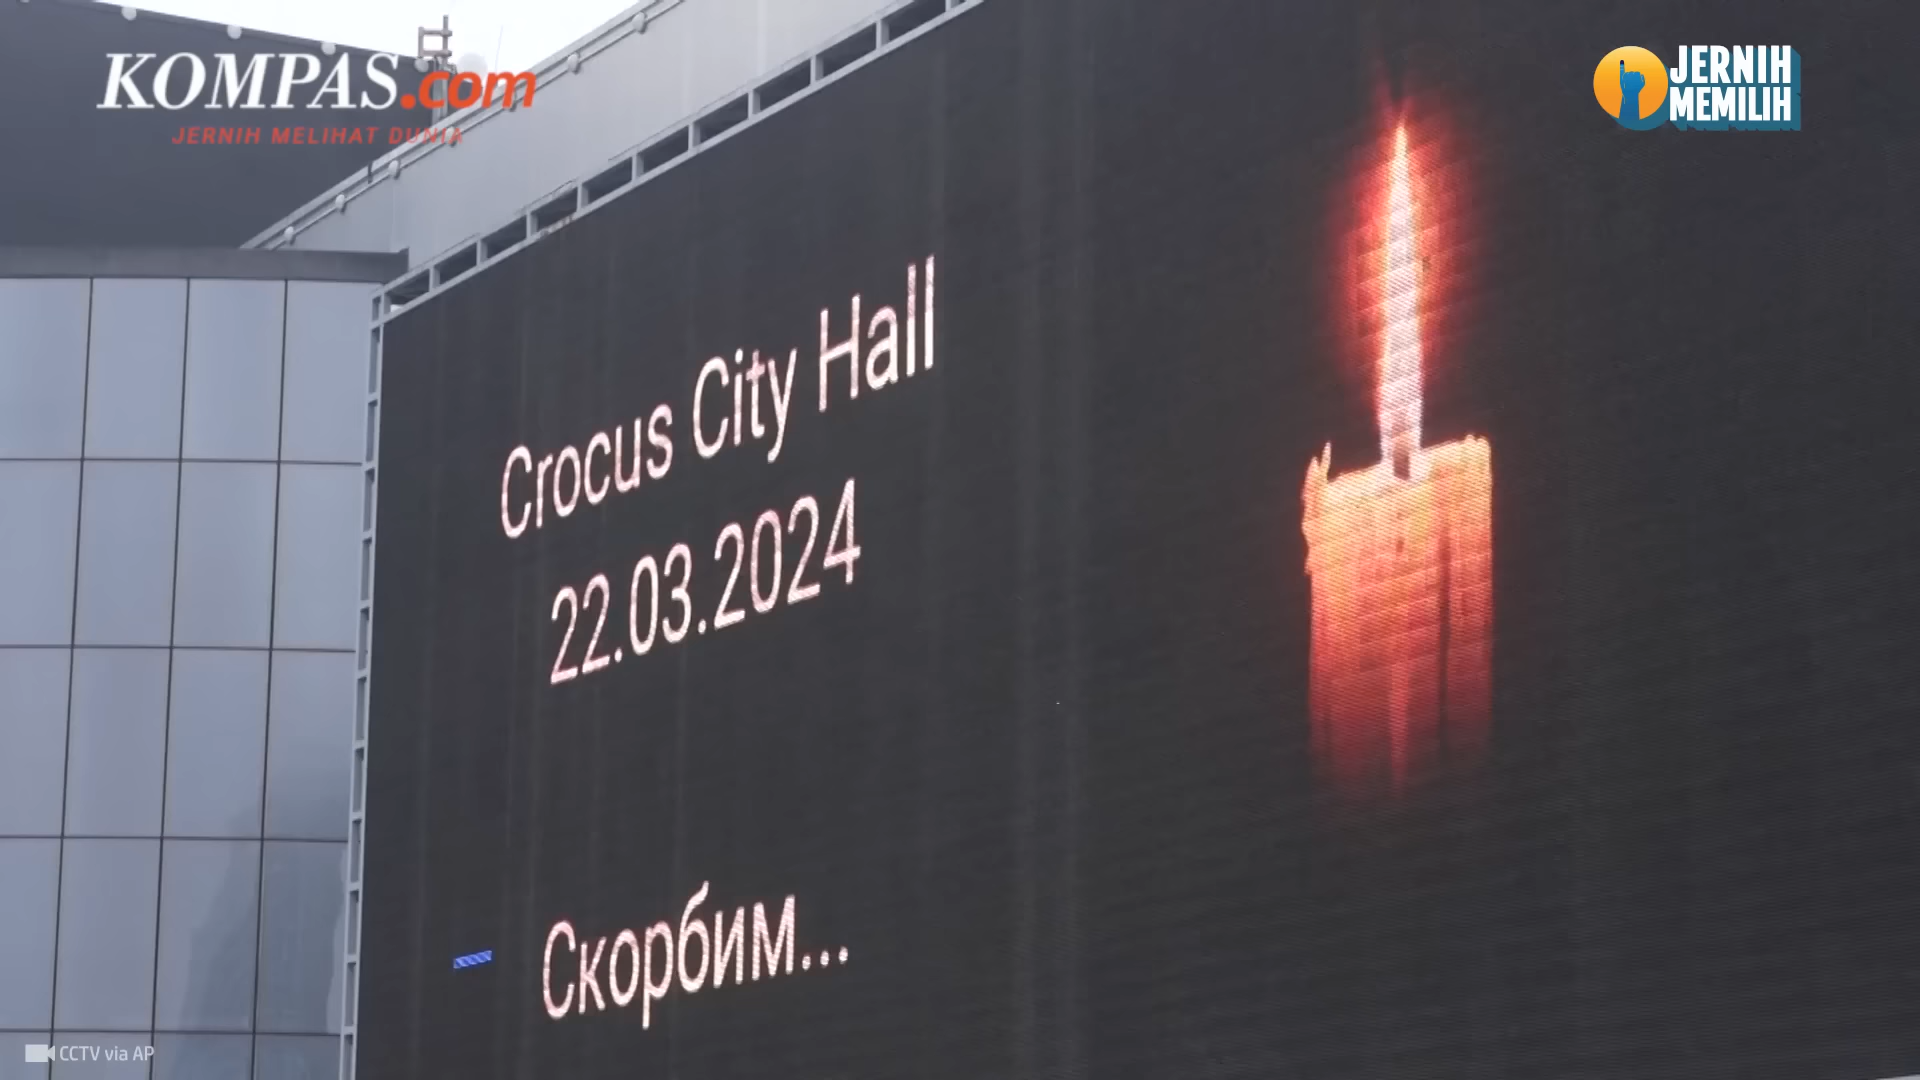 KOMPAS.com
JERNIH MELIHAT DUNIA
JERNIH
MEMILIH
Crocus City Hall
22.03.2024
Скорбим...
CCTV via AP